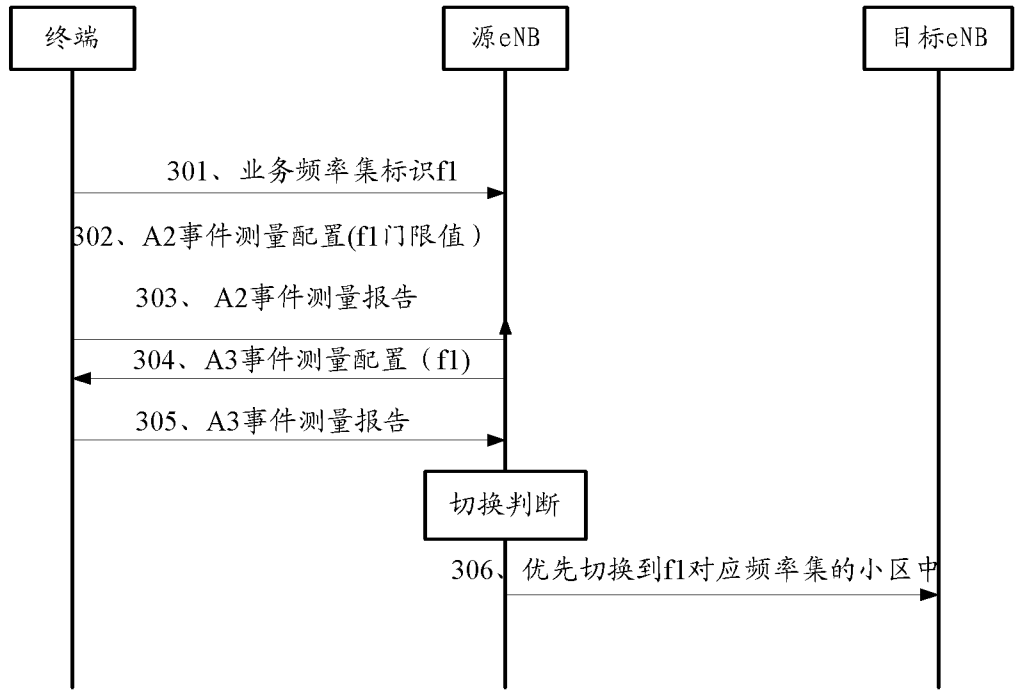 终端
源eNB
目标eNB
301、业务频率集标识f1
302、A2事件测量配置(f1门限值）
303、 A2事件测量报告
304、A3事件测量配置（f1)
305、A3事件测量报告
切换判断
306、优先切换到f1对应频率集的小区中